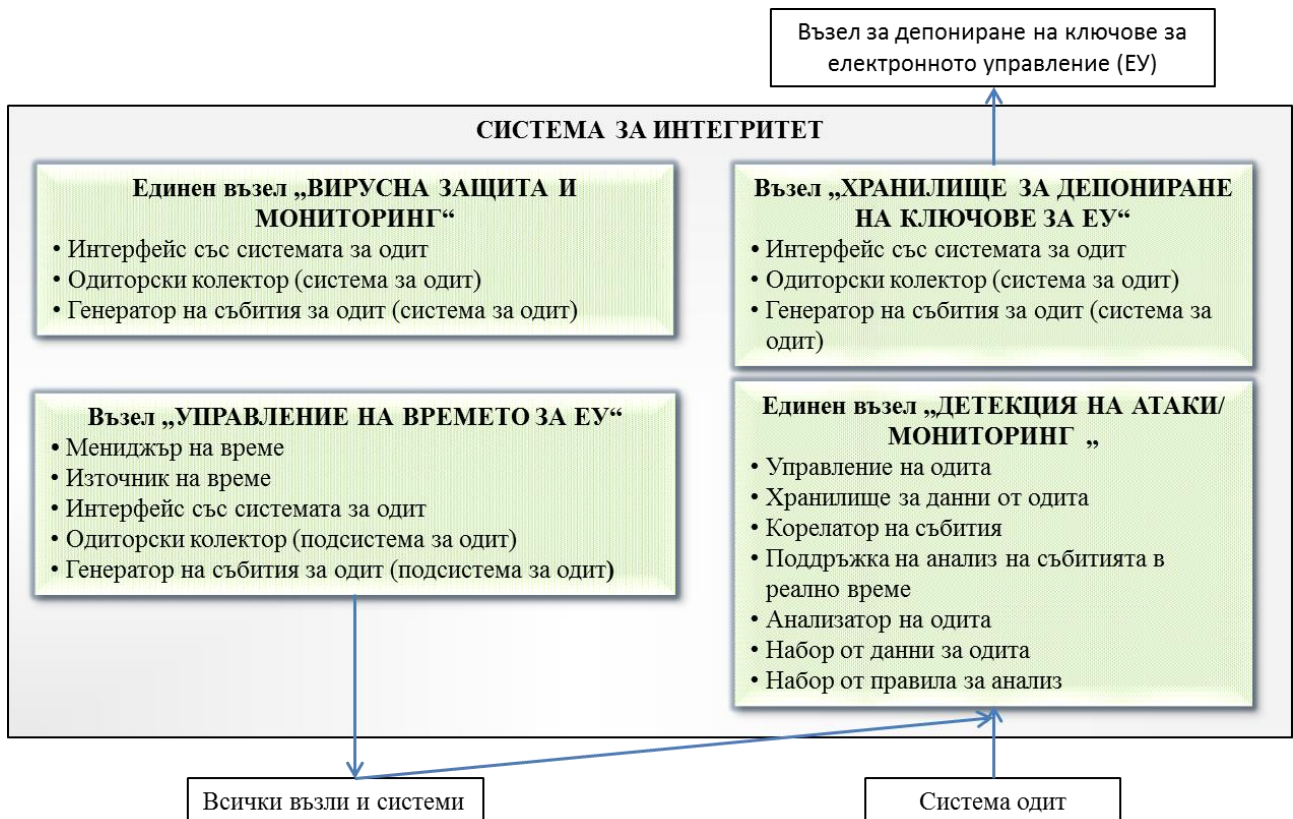 Възел за депониране на ключове за
електронното управление (ЕУ)
СИСТЕМА ЗА ИНТЕГРИТЕТ
Единен възел „ВИРУСНА ЗАЩИТА И
МОНИТОРИНГ“
• Интерфейс със системата за одит
• Одиторски колектор (система за одит)
• Генератор на събития за одит (система за одит)
Възел „ХРАНИЛИЩЕ ЗА ДЕПОНИРАНЕ
НА КЛЮЧОВЕ ЗА ЕУ“
• Интерфейс със системата за одит
• Одиторски колектор (система за одит)
• Генератор на събития за одит (система за
одит)
Възел „УПРАВЛЕНИЕ НА ВРЕМЕТО ЗА ЕУ“
• Мениджър на време
• Източник на време
• Интерфейс със системата за одит
• Одиторски колектор (подсистема за одит)
• Генератор на събития за одит (подсистема за одит)
Единен възел „ДЕТЕКЦИЯ НА АТАКИ/
МОНИТОРИНГ „
• Управление на одита
• Хранилище за данни от одита
• Корелатор на събития
• Поддръжка на анализ на събитията в
реално време
• Анализатор на одита
• Набор от данни за одита
• Набор от правила за анализ
Всички възли и системи
Система одит